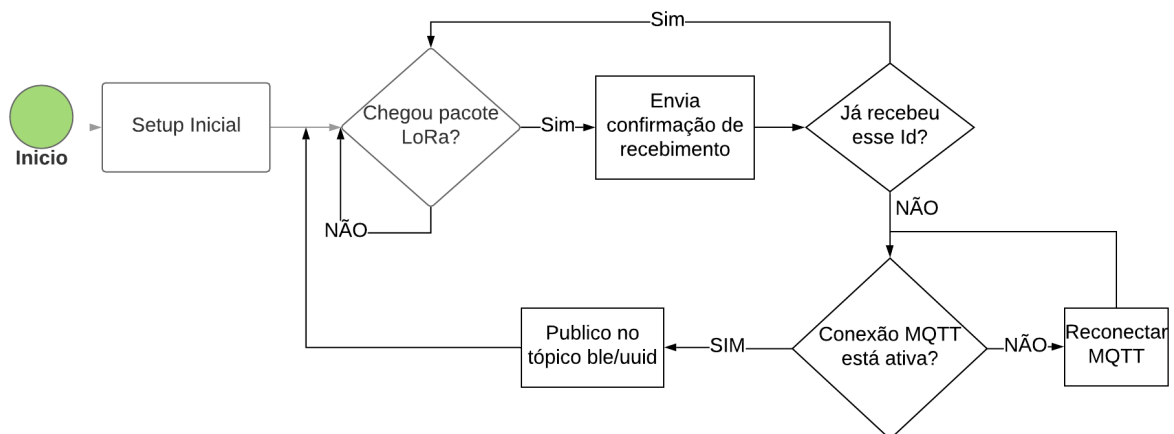 Sim
Inicio
Setup Inicial
Chegou pacote
LoRa?
Sim
Envia
confirmação de
recebimento
Já recebeu
esse Id?
NÃO
NÃO
Publico no
tópico ble/uuid
SIM
Conexão MQTT
está ativa?
NÃO
Reconectar
MQTT